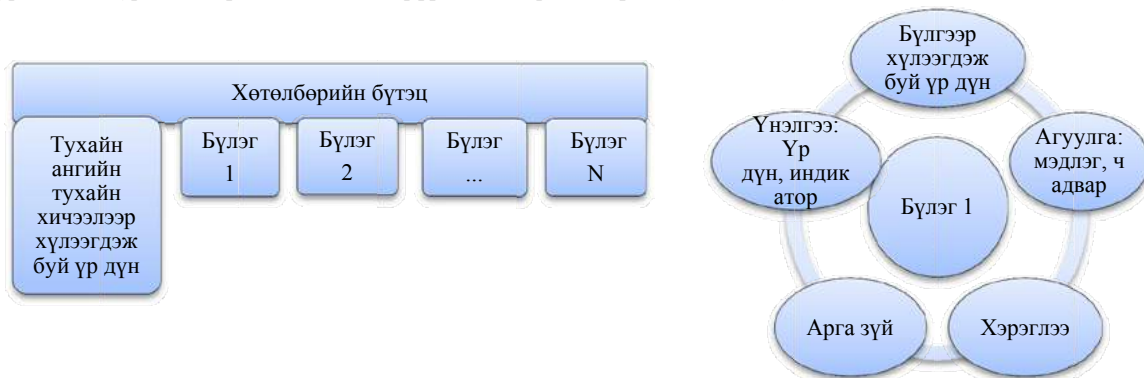 Хөтөлбөрийн бүтэц
Тухайн
ангийн
тухайн
хичээлээр
хүлээгдэж
буй үр дүн
Бүлэг
1
Бүлэг
2
Бүлэг
...
Бүлэг
N
Бүлгээр
хүлээгдэж
буй үр дүн
Үнэлгээ:
Үр
дүн, индик
атор
Агуулга:
мэдлэг, ч
адвар
Бүлэг 1
Арга зүй
Хэрэглээ